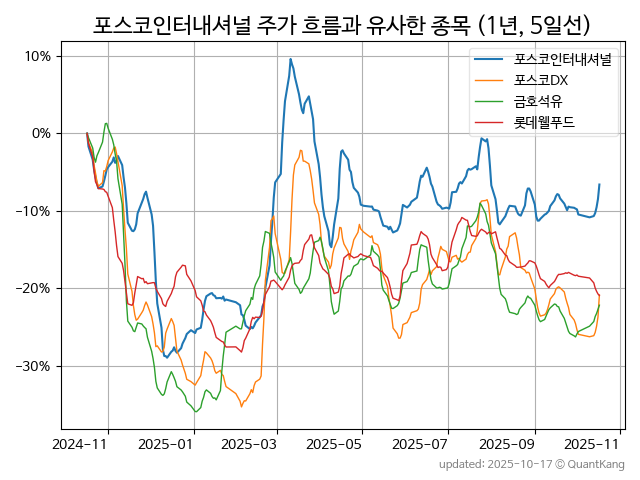 포스코인터내셔널 주가 흐름과 유사한 종목 (1년, 5일선)
포스코인터내셔널
포스코DX
금호석유
롯데웰푸드
10%
0%
−10%
−20%
−30%
2024-11
2025-01
2025-03
2025-05
2025-07
2025-09
2025-11
updated: 2025-10-17 © QuantKang